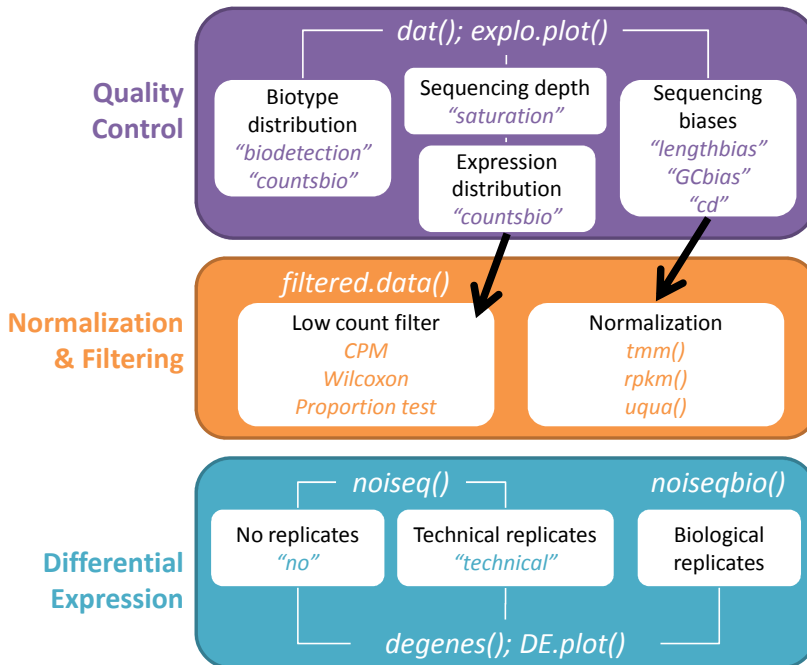 Quality
Control
dat(); explo.plot()
Biotype
distribution
“biodetection”
“countsbio”
Sequencing depth
“saturation”
Expression
distribution
“countsbio”
Sequencing
biases
“lengthbias”
“GCbias”
“cd”
Normalization
& Filtering
filtered.data()
Low count filter
CPM
Wilcoxon
Proportion test
Normalization
tmm()
rpkm()
uqua()
Differential
Expression
noiseq()
noiseqbio()
No replicates
“no”
Technical replicates
“technical”
Biological
replicates
degenes(); DE.plot()